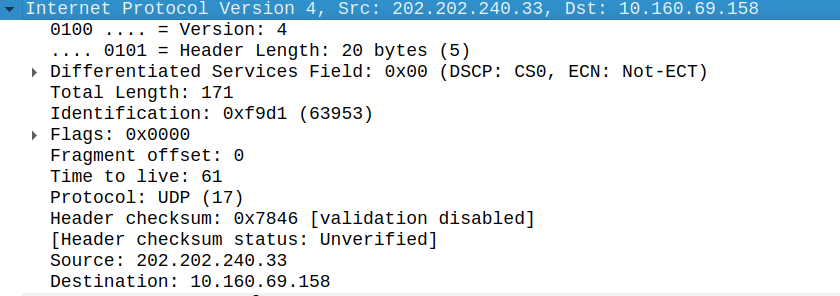 Internet Protocol Version 4, Src: 202.202.240.33, Dst: 10.160.69.158
0100 .... = Version: 4
.... 0101 = Header Length: 20 bytes (5)
Differentiated Services Field: 0x00 (DSCP: CS0, ECN: Not-ECT)
Total Length: 171
Identification: 0xf9d1 (63953)
Flags: 0x0000
Fragment offset: 0
Time to live: 61
Protocol: UDP (17)
Header checksum: 0x7846 [validation disabled]
[Header checksum status: Unverified]
Source: 202.202.240.33
Destination: 10.160.69.158